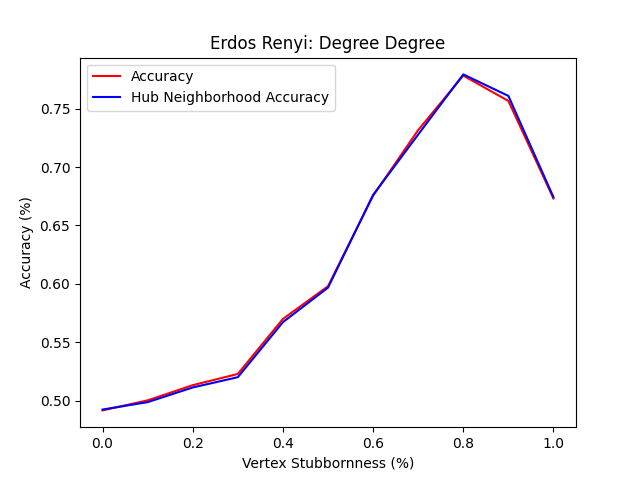 Erdos Renyi: Degree Degree
Accuracy
Hub Neighborhood Accuracy
Accuracy (%)
0.75
0.70
0.65
0.60
0.55
0.50
0.0 0.2 0.4 0.6 0.8 1.0
Vertex Stubbornness (%)